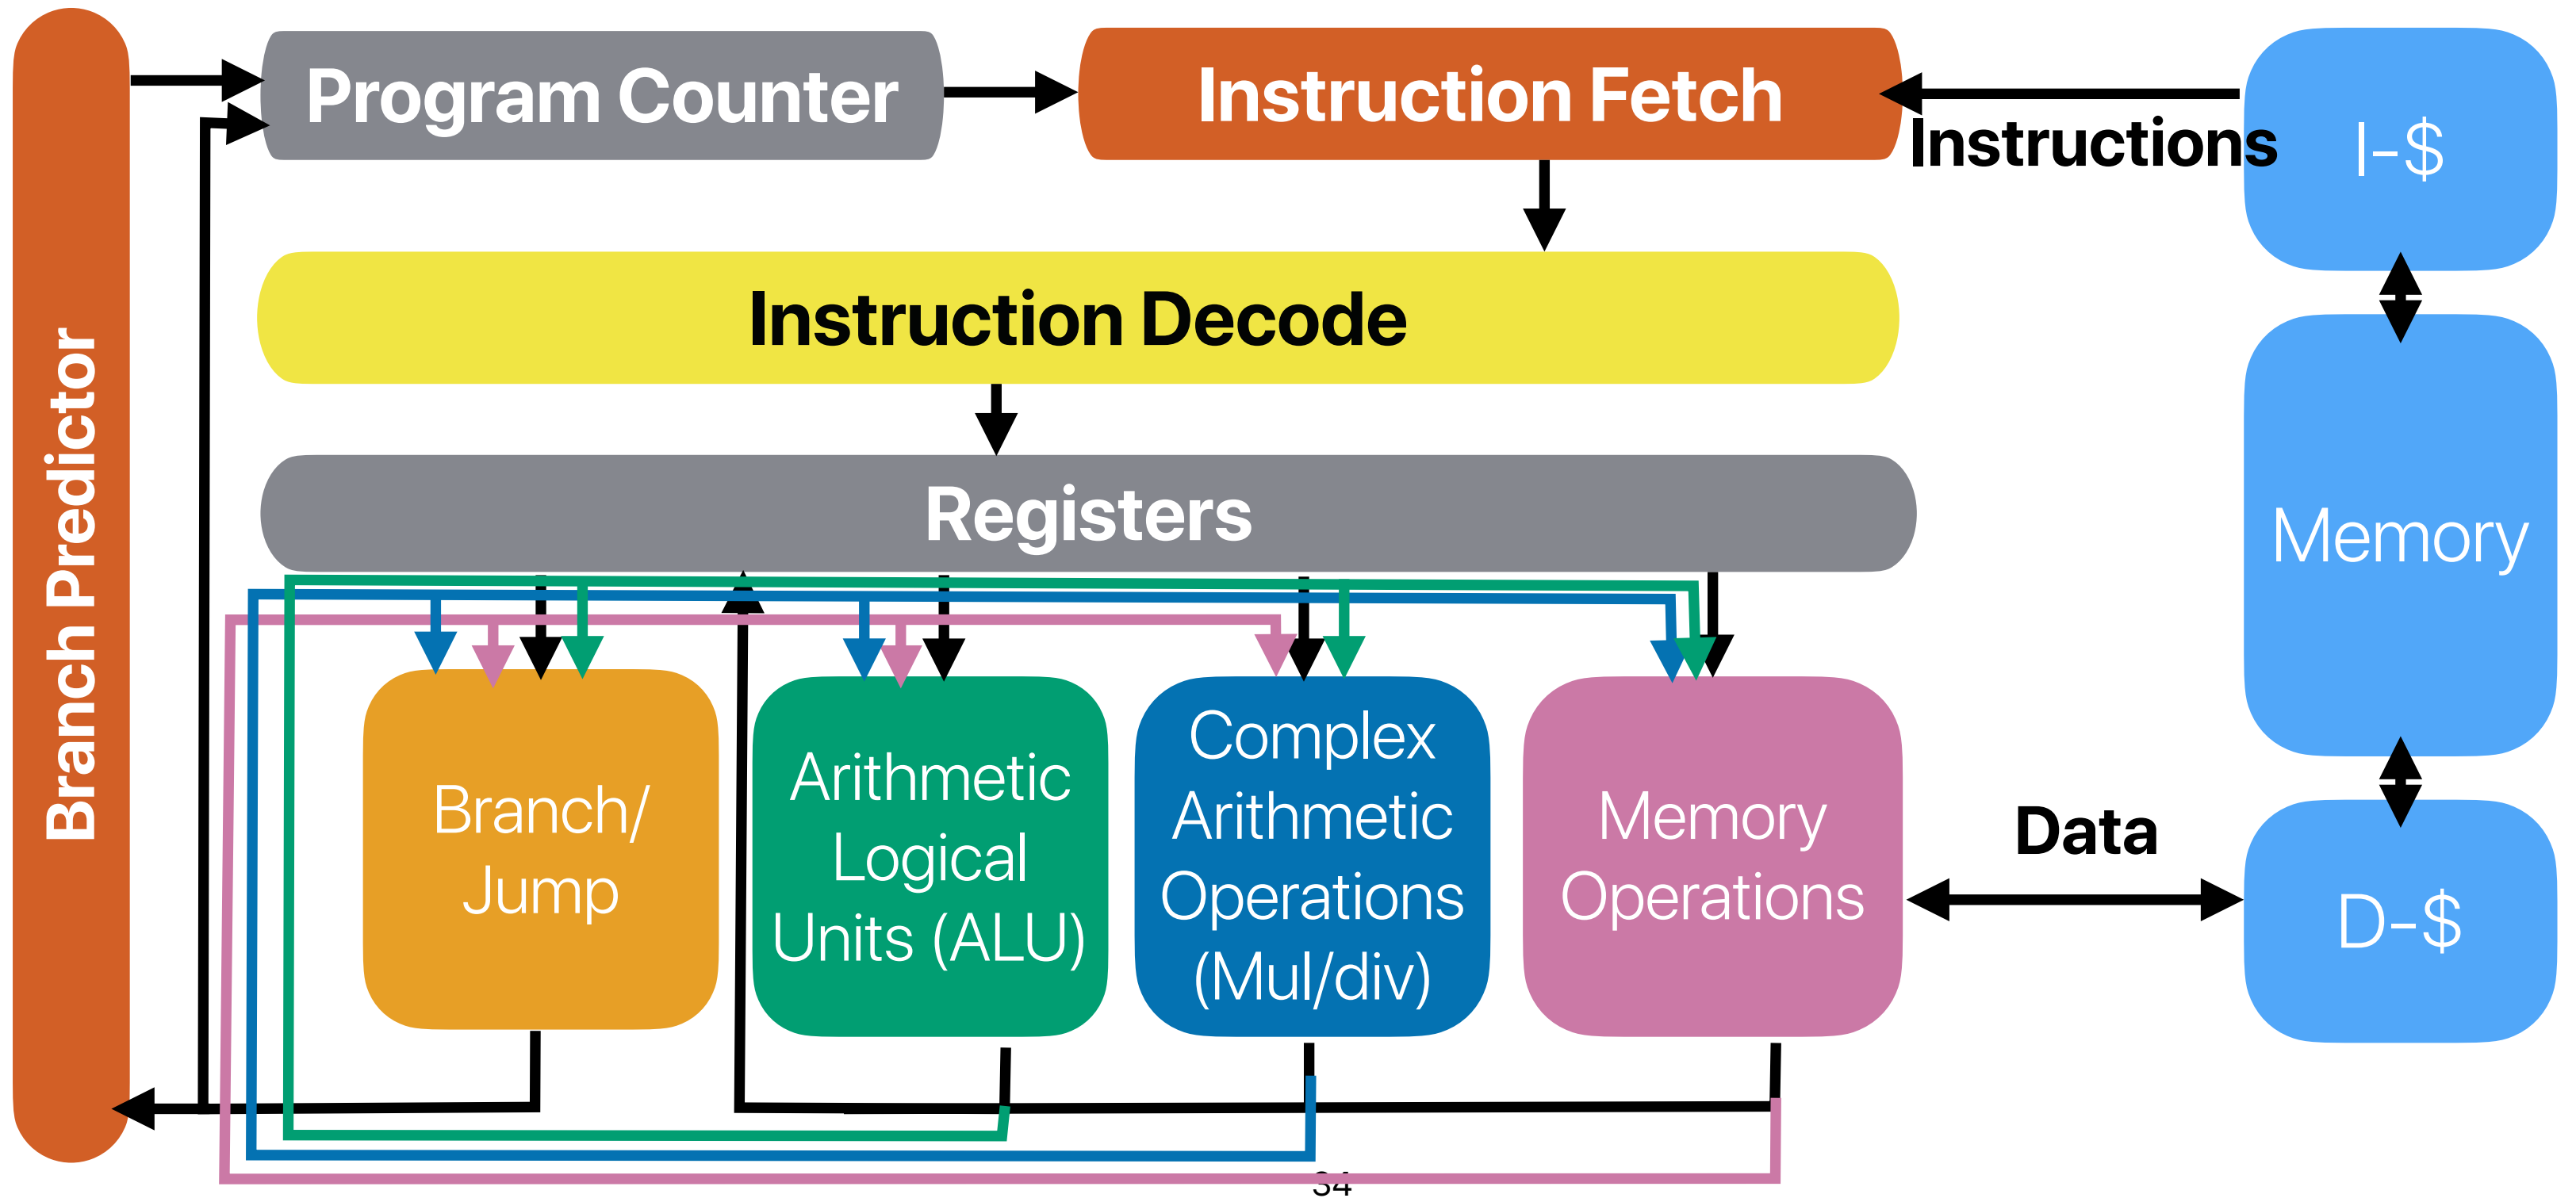 Program Counter
Instruction Fetch
Instructions
I-$
Instruction Decode
Branch Predictor
Registers
Memory
Branch/
Jump
Arithmetic
Logical
Units (ALU)
Complex
Arithmetic
Operations
(Mul/div)
Memory
Operations
Data
D-$
34